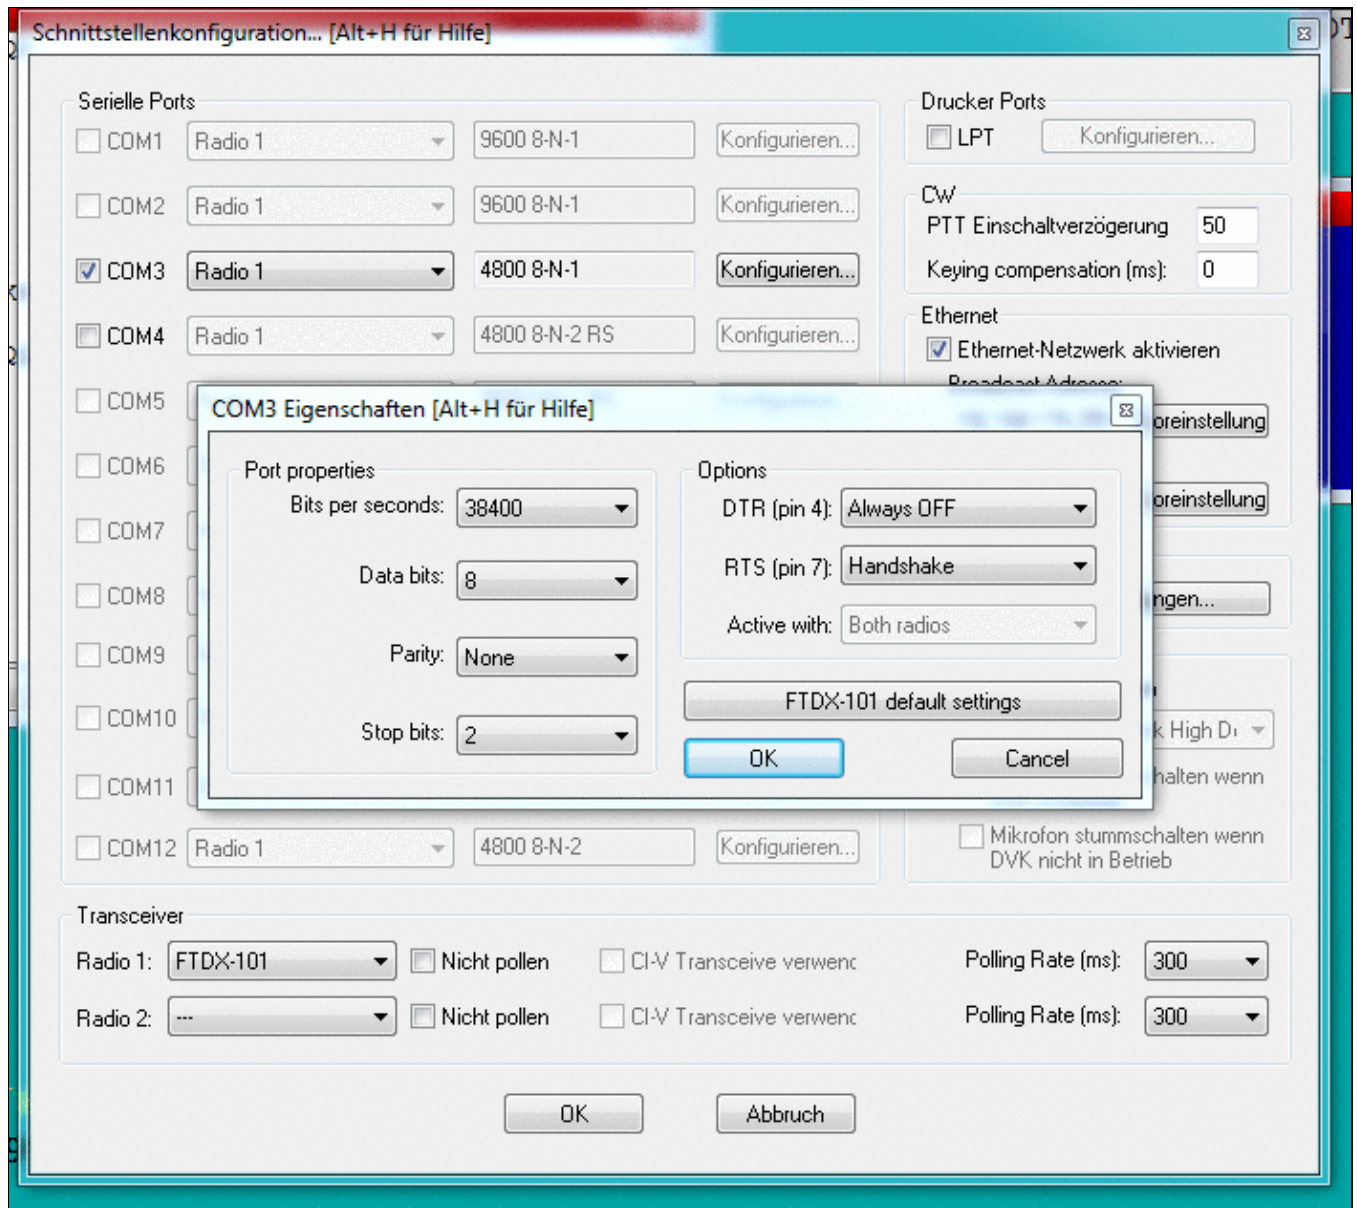 Schnittstellenkonfiguration... [Alt+H für Hilfe]
Serielle Ports
COM1 Radio 1 9600 8-N-1 Konfigurieren...
COM2 Radio 1 9600 8-N-1 Konfigurieren...
COM3 Radio 1 4800 8-N-1 Konfigurieren...
COM4 Radio 1 4800 8-N-2 RS Konfigurieren...
COM5
COM6
COM7
COM8
COM9
COM10
COM11
COM12 Radio 1 4800 8-N-2 Konfigurieren...
Drucker Ports
LPT Konfigurieren...
CW
PTT Einschaltverzögerung 50
Keying compensation (ms): 0
Ethernet
Ethernet-Netzwerk aktivieren
Broadcast Adresse:
oreinstellung
oreinstellung
ngen...
k High D
halten wenn
Mikrofon stummschalten wenn
DVK nicht in Betrieb
COM3 Eigenschaften [Alt+H für Hilfe]
Port properties
Bits per seconds: 38400
Data bits: 8
Parity: None
Stop bits: 2
Options
DTR (pin 4): Always OFF
RTS (pin 7): Handshake
Active with: Both radios
FTDX-101 default settings
OK Cancel
Transceiver
Radio 1: FTDX-101 Nicht pollen CI-V Transceive verwend Polling Rate (ms): 300
Radio 2: --- Nicht pollen CI-V Transceive verwend Polling Rate (ms): 300
OK Abbruch